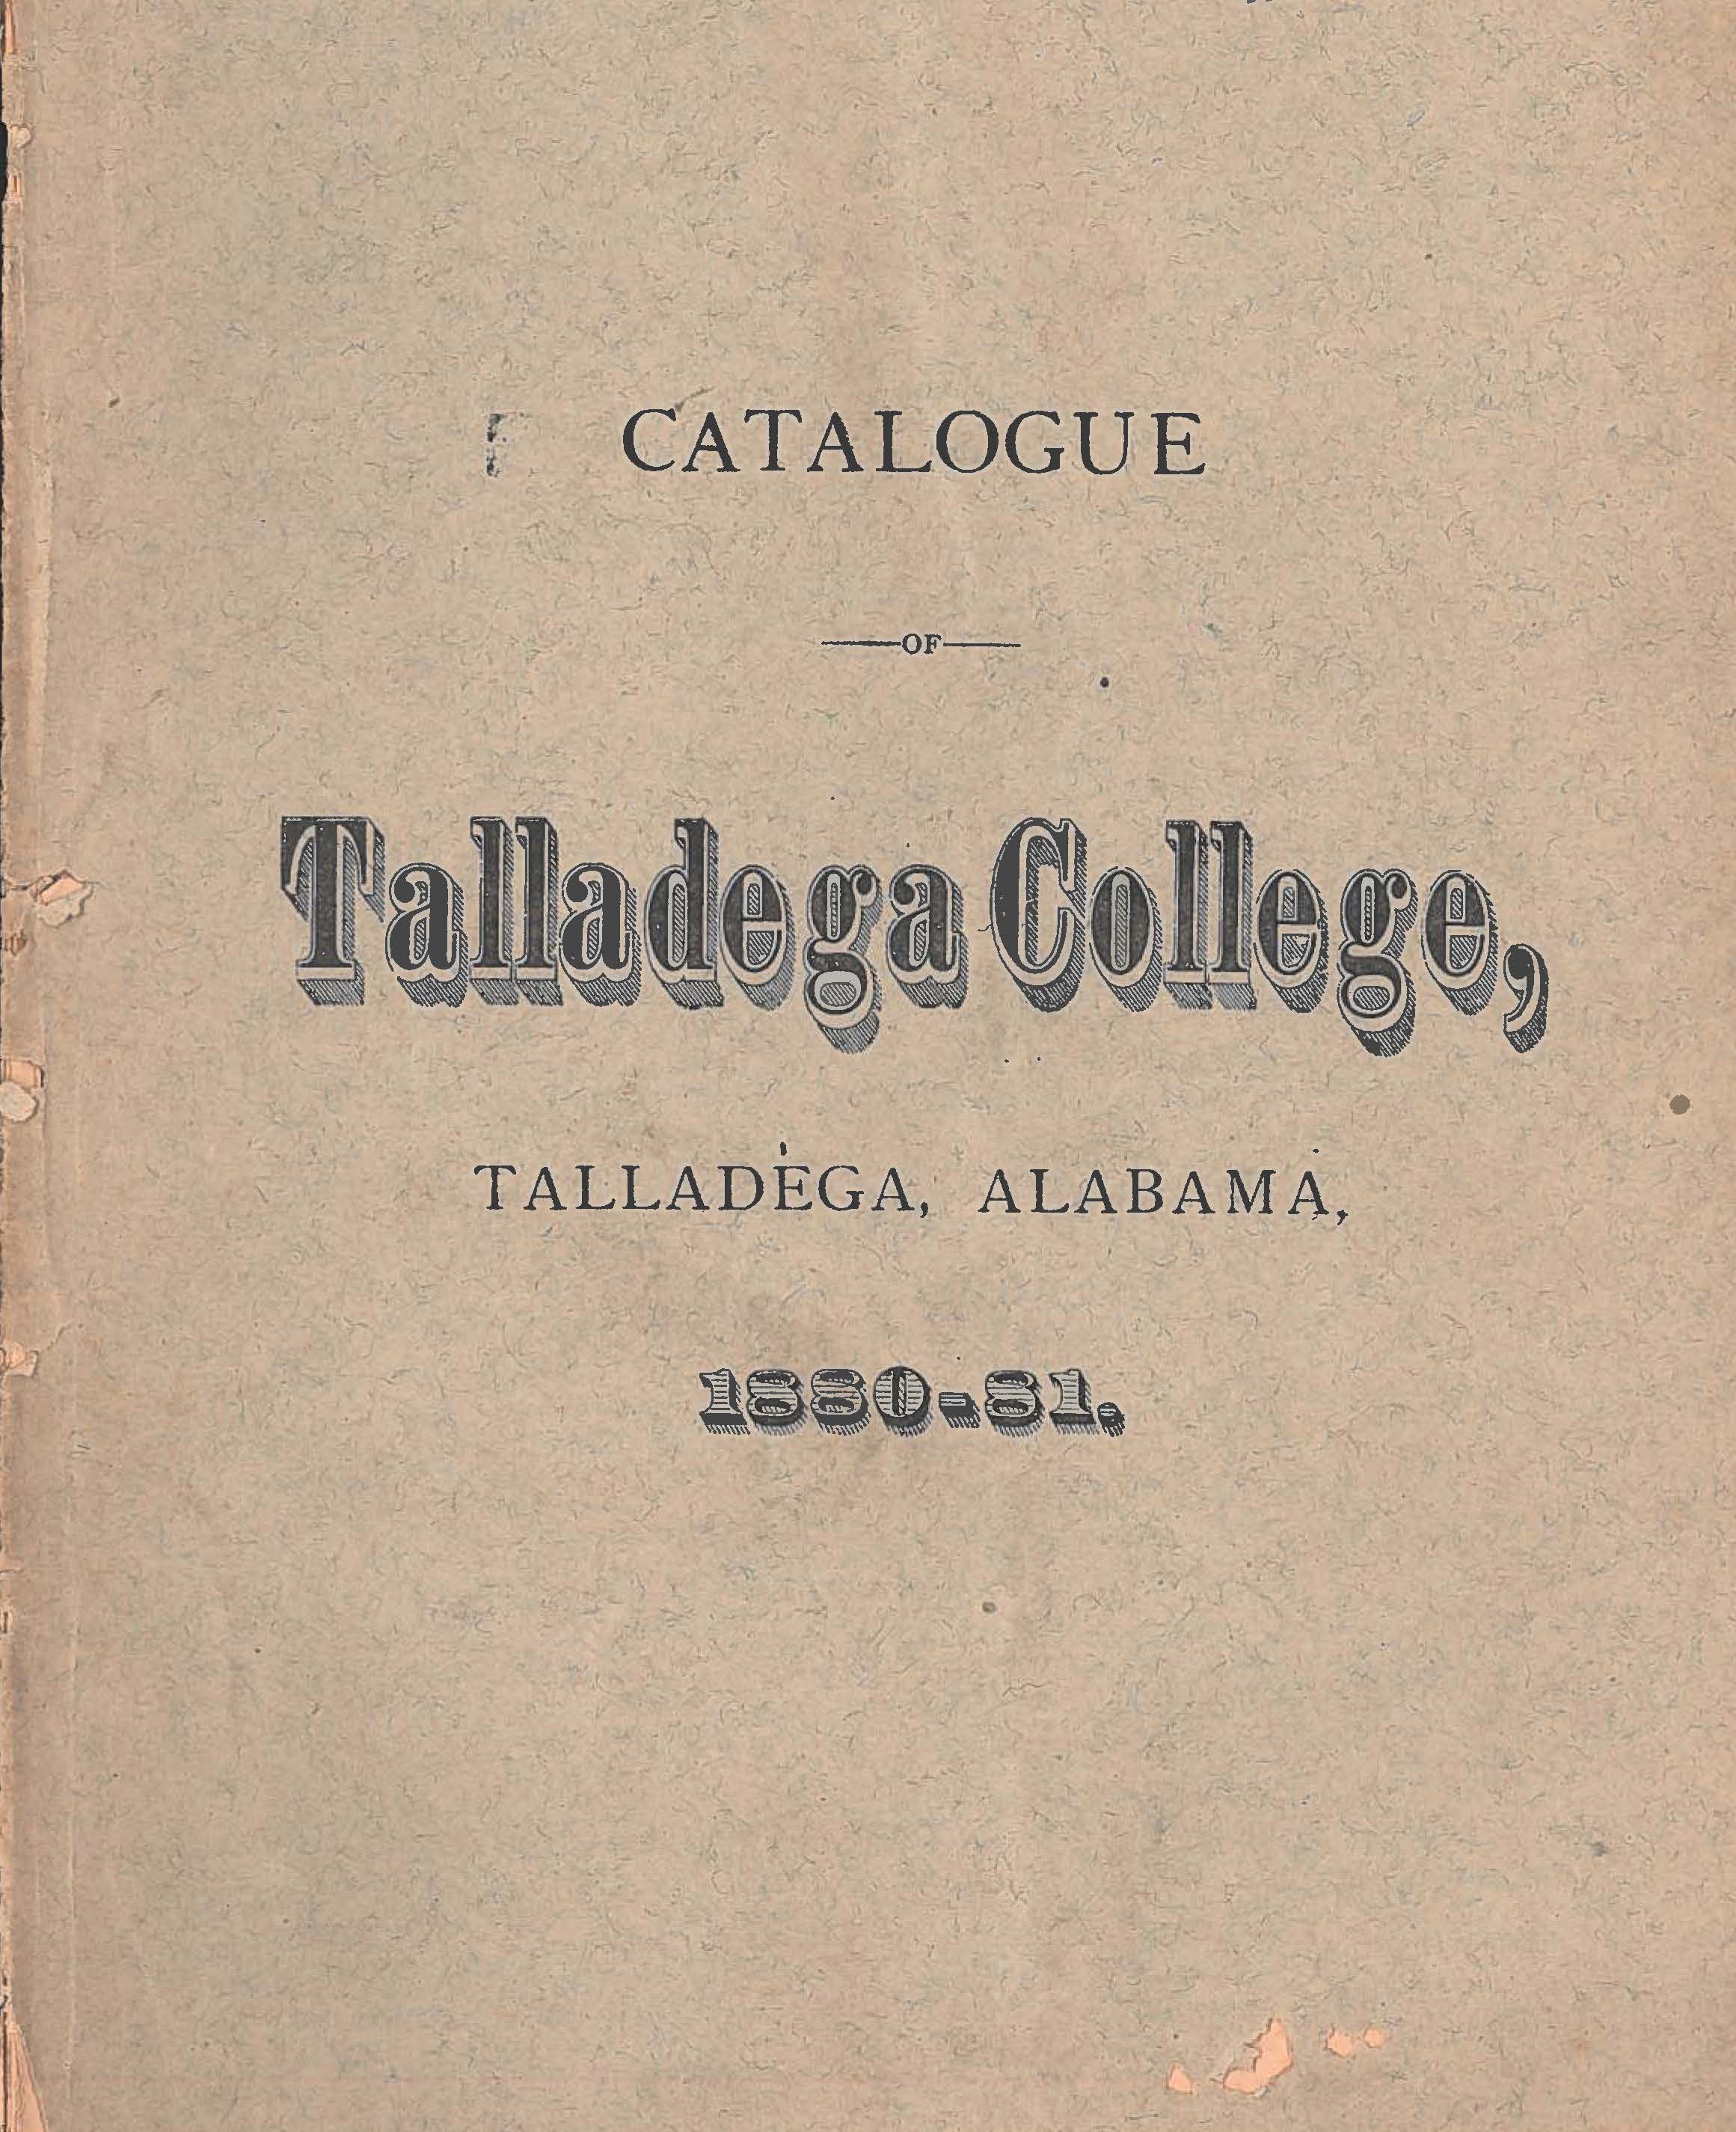 CATALOGUE
OF
Talladega College,
TALLADEGA, ALABAMA,
1880-81.